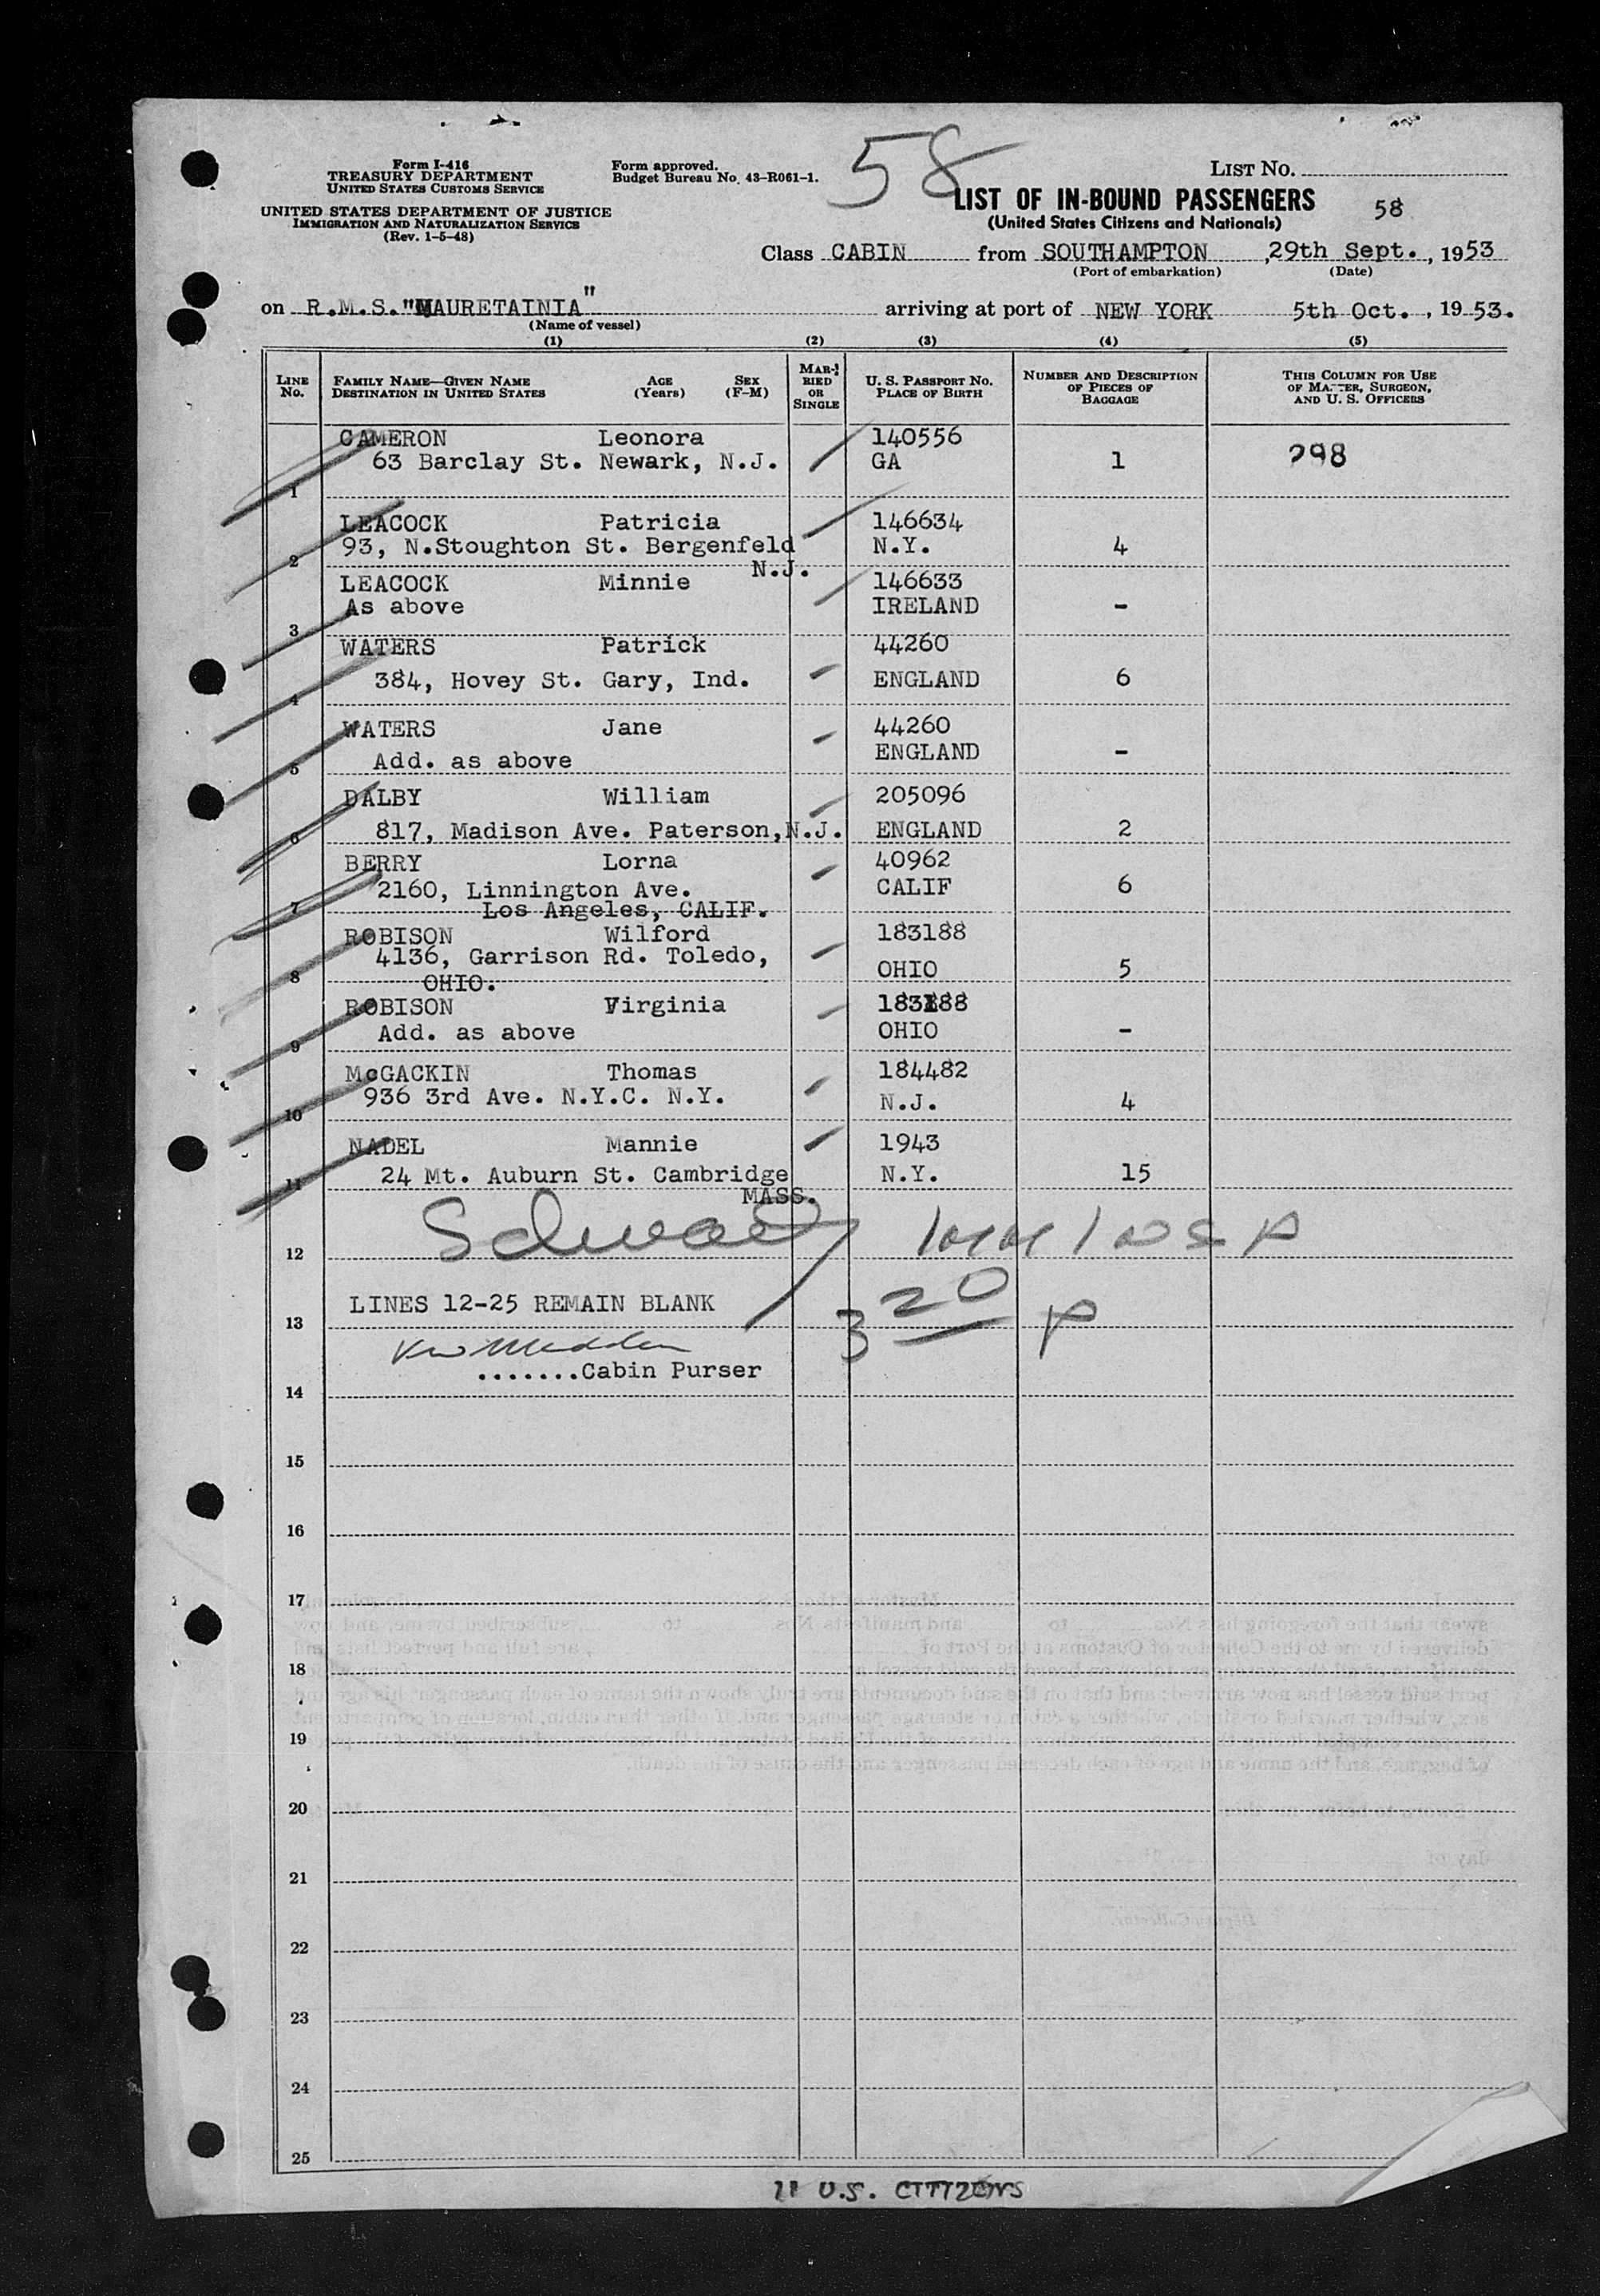 58
Form I-416
TREASURY DEPARTMENT
UNITED STATES CUSTOMS SERVICE
UNITED STATES DEPARTMENT OF JUSTICE
IMMIGRATION AND NATURALIZATION SERVICE
(Rev. 1-5-48)
Form approved.
Budget Bureau No. 43-R061-1.
LIST NO.
LIST OF IN-BOUND PASSENGERS
58
(United States Citizens and Nationals)
Class CABIN from SOUTHAMPTON, 29th Sept., 1953
(Port of embarkation) (Date)
on R.M.S. "MAURETAINIA" arriving at port of NEW YORK 5th Oct., 1953.
(Name of vessel)
(1) (2) (3) (4) (5)
LINE NO.
FAMILY NAME—GIVEN NAME AGE SEX
DESTINATION IN UNITED STATES (Years) (F-M)
MAR-
RIED
OR
SINGLE
U. S. PASSPORT NO.
PLACE OF BIRTH
NUMBER AND DESCRIPTION
OF PIECES OF
BAGGAGE
THIS COLUMN FOR USE
OF MASTER, SURGEON,
AND U. S. OFFICERS
CAMERON Leonora 140556
63 Barclay St. Newark, N.J. GA 1 298
1
LEACOCK Patricia 146634
93, N.Stoughton St. Bergenfeld N.Y. 4
2
N.J.
LEACOCK Minnie 146633
As above IRELAND -
3
WATERS Patrick 44260
384, Hovey St. Gary, Ind. ENGLAND 6
4
WATERS Jane 44260
Add. as above ENGLAND -
5
DALBY William 205096
817, Madison Ave. Paterson,N.J. ENGLAND 2
6
BERRY Lorna 40962
2160, Linnington Ave. CALIF 6
7
Los Angeles, CALIF.
ROBISON Wilford 183188
4136, Garrison Rd. Toledo,
8
OHIO. OHIO 5
ROBISON Virginia 183188
Add. as above OHIO -
9
McGACKIN Thomas 184482
936 3rd Ave. N.Y.C. N.Y. N.J. 4
10
NADEL Mannie 1943
24 Mt. Auburn St. Cambridge N.Y. 15
11
MASS.
12
LINES 12-25 REMAIN BLANK
320 P
13
.......Cabin Purser
14
15
16
17
18
19
20
21
22
23
24
25
11 U.S. CITIZENS